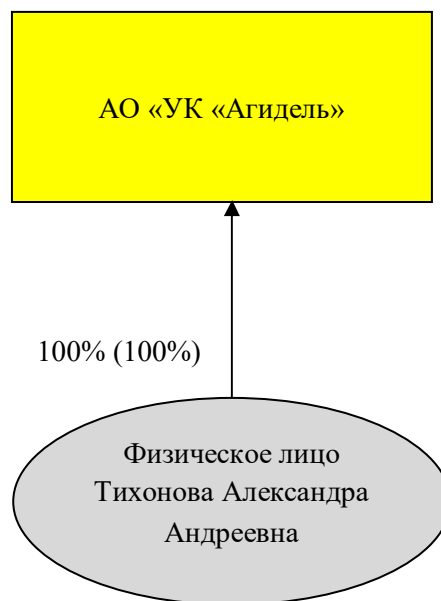 АО «УК «Агидель»
100% (100%)
Физическое лицо
Тихонова Александра
Андреевна